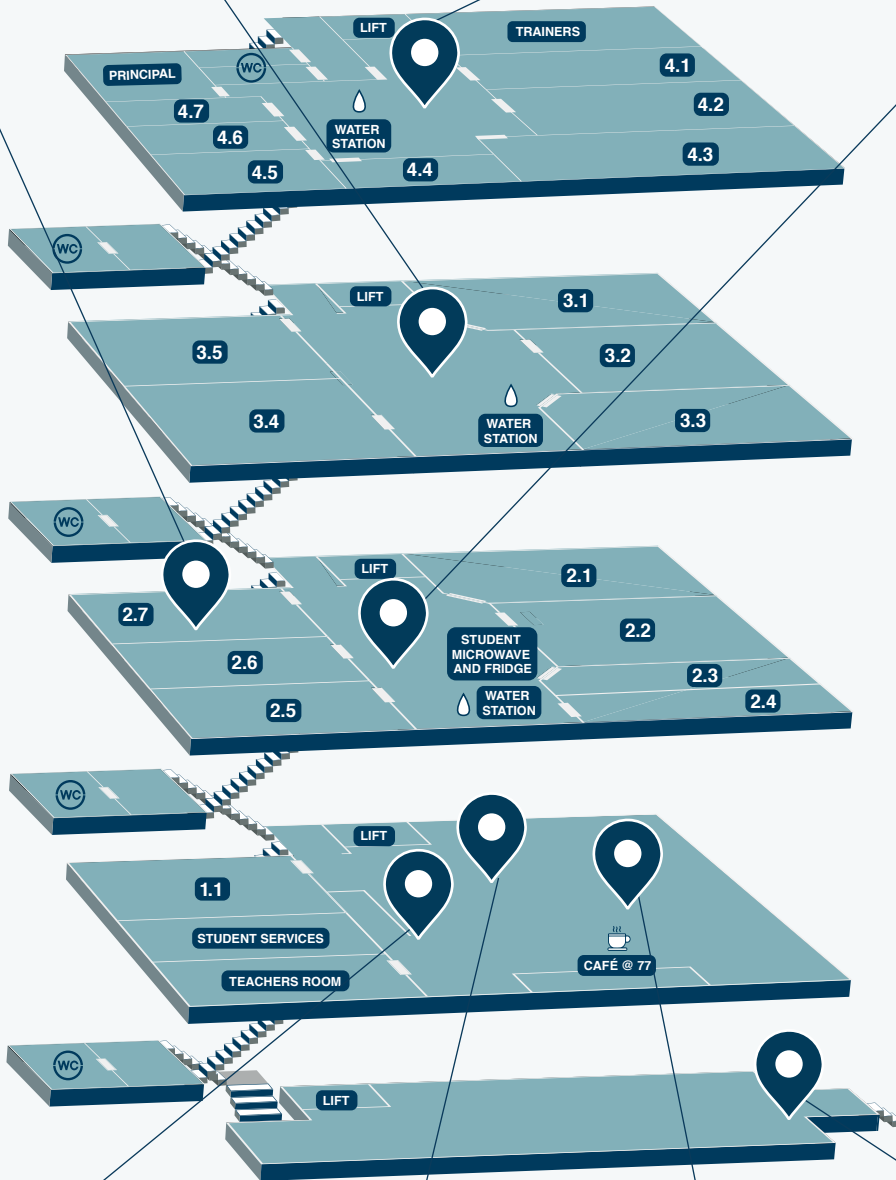 LIFT
TRAINERS
PRINCIPAL
WC
4.1
4.7
4.2
4.6
WATER
STATION
4.3
4.5
4.4
WC
LIFT
3.1
3.5
3.2
3.4
WATER
STATION
3.3
WC
LIFT
2.1
2.7
2.2
STUDENT
MICROWAVE
AND FRIDGE
2.6
2.3
2.5
WATER
STATION
2.4
WC
LIFT
1.1
STUDENT SERVICES
CAFÉ @ 77
TEACHERS ROOM
WC
LIFT